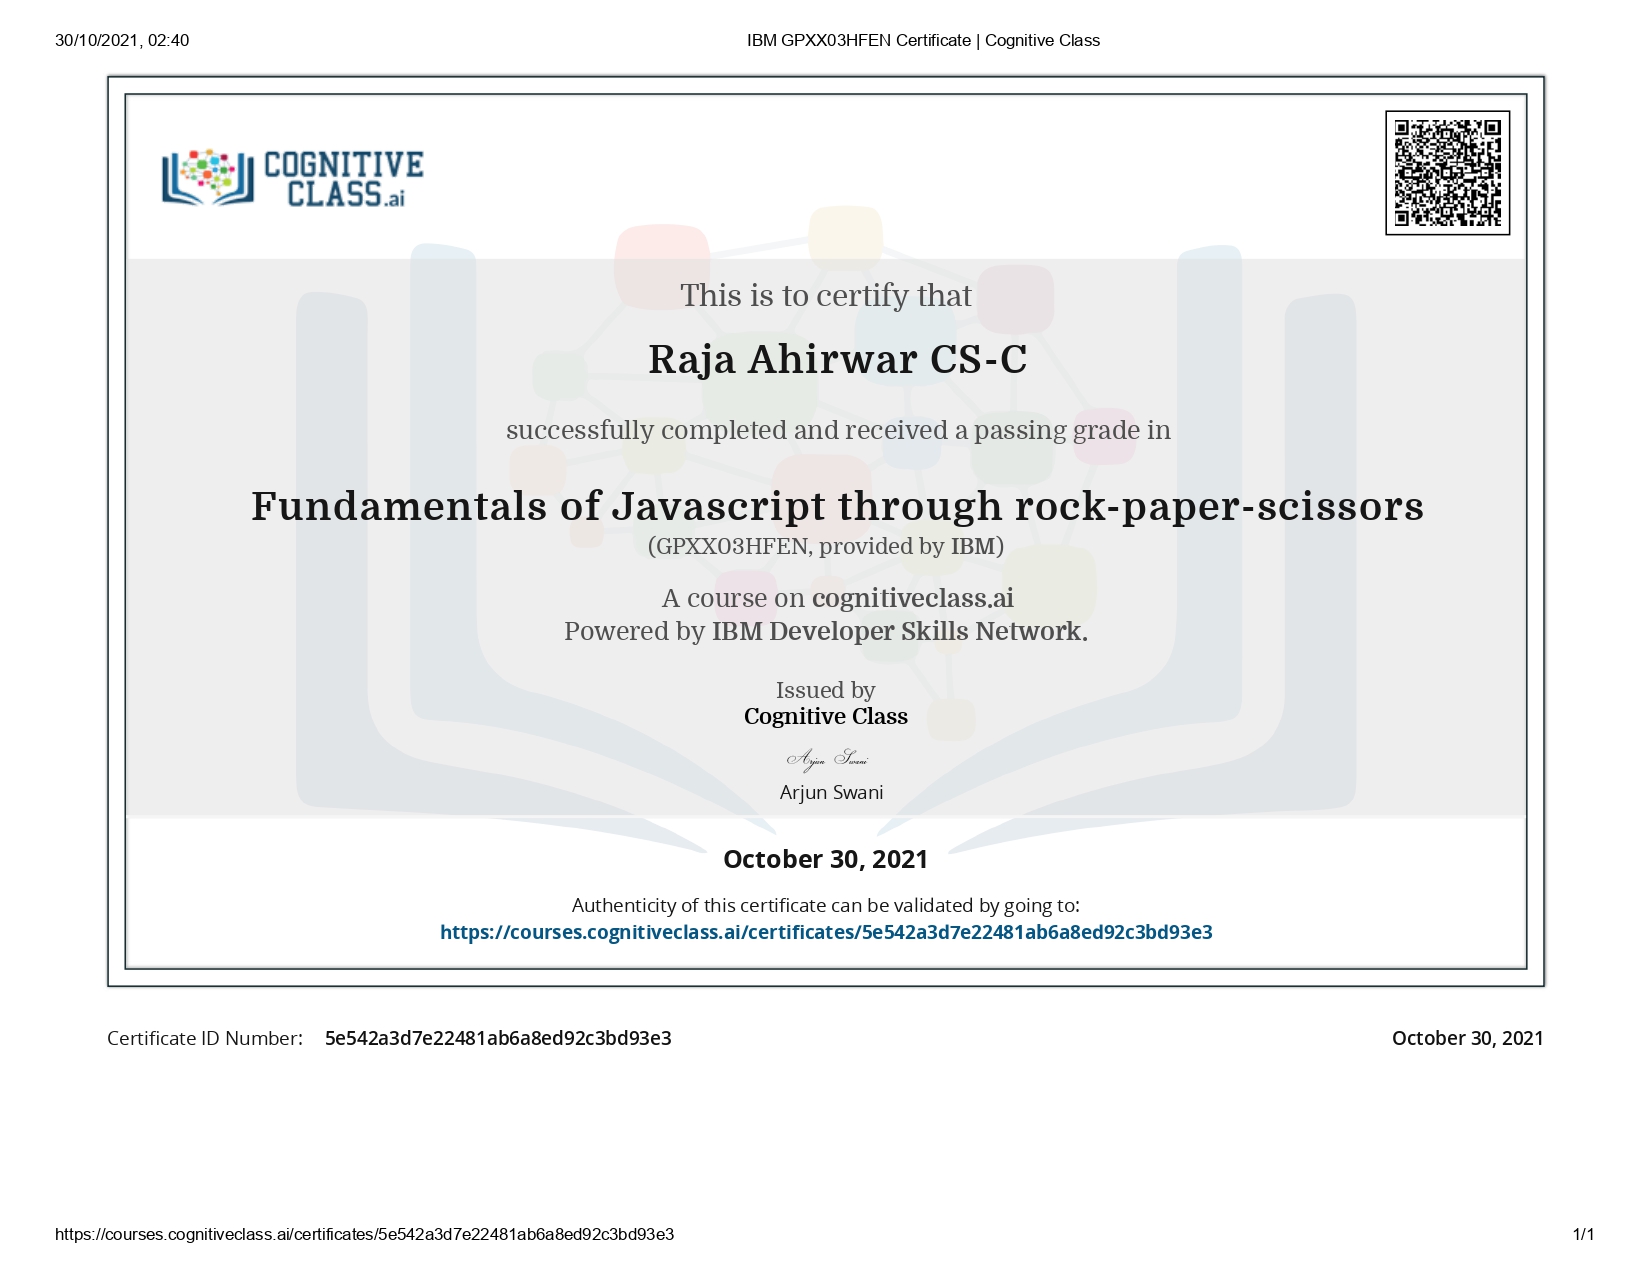 30/10/2021, 02:40
IBM GPXX03HFEN Certificate | Cognitive Class
COGNITIVE
CLASS.ai
This is to certify that
Raja Ahirwar CS-C
successfully completed and received a passing grade in
Fundamentals of Javascript through rock-paper-scissors
(GPXX03HFEN, provided by IBM)
A course on cognitiveclass.ai
Powered by IBM Developer Skills Network.
Issued by
Cognitive Class
Arjun Swani
Arjun Swani
October 30, 2021
Authenticity of this certificate can be validated by going to:
https://courses.cognitiveclass.ai/certificates/5e542a3d7e22481ab6a8ed92c3bd93e3
Certificate ID Number: 5e542a3d7e22481ab6a8ed92c3bd93e3
October 30, 2021
https://courses.cognitiveclass.ai/certificates/5e542a3d7e22481ab6a8ed92c3bd93e3
1/1